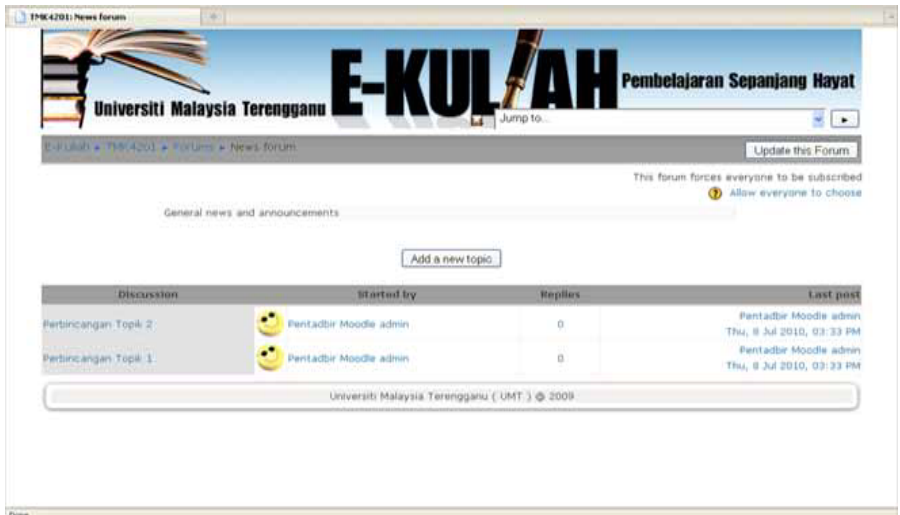 TMK4201: News forum
E-KULIAH
Pembelajaran Sepanjang Hayat
Universiti Malaysia Terengganu
Jump to...
E-Kuliah ► TMK4201 ► Forums ► News forum
Update this Forum
This forum forces everyone to be subscribed
Allow everyone to choose
General news and announcements
Add a new topic
Discussion Started by Replies Last post
Perbincangan Topik 2 Pentadbir Moodle admin 0 Pentadbir Moodle admin
Thu, 8 Jul 2010, 03:33 PM
Perbincangan Topik 1 Pentadbir Moodle admin 0 Pentadbir Moodle admin
Thu, 8 Jul 2010, 03:33 PM
Universiti Malaysia Terengganu ( UMT ) @ 2009
Done